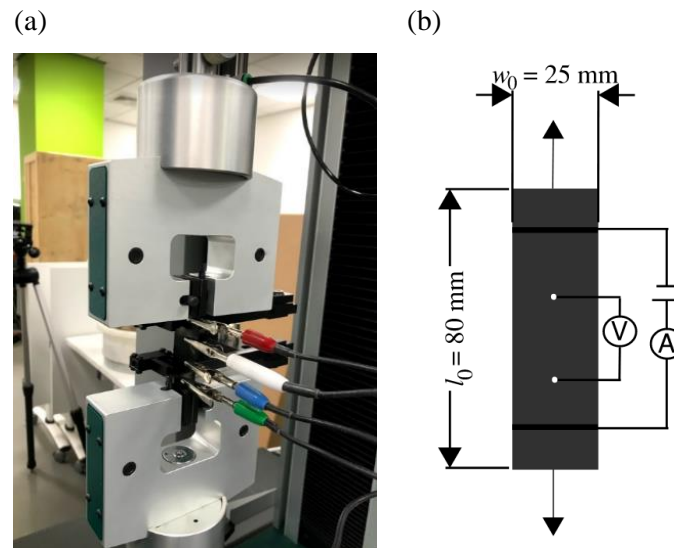 (a)
(b)
w₀ = 25 mm
l₀ = 80 mm
V
A